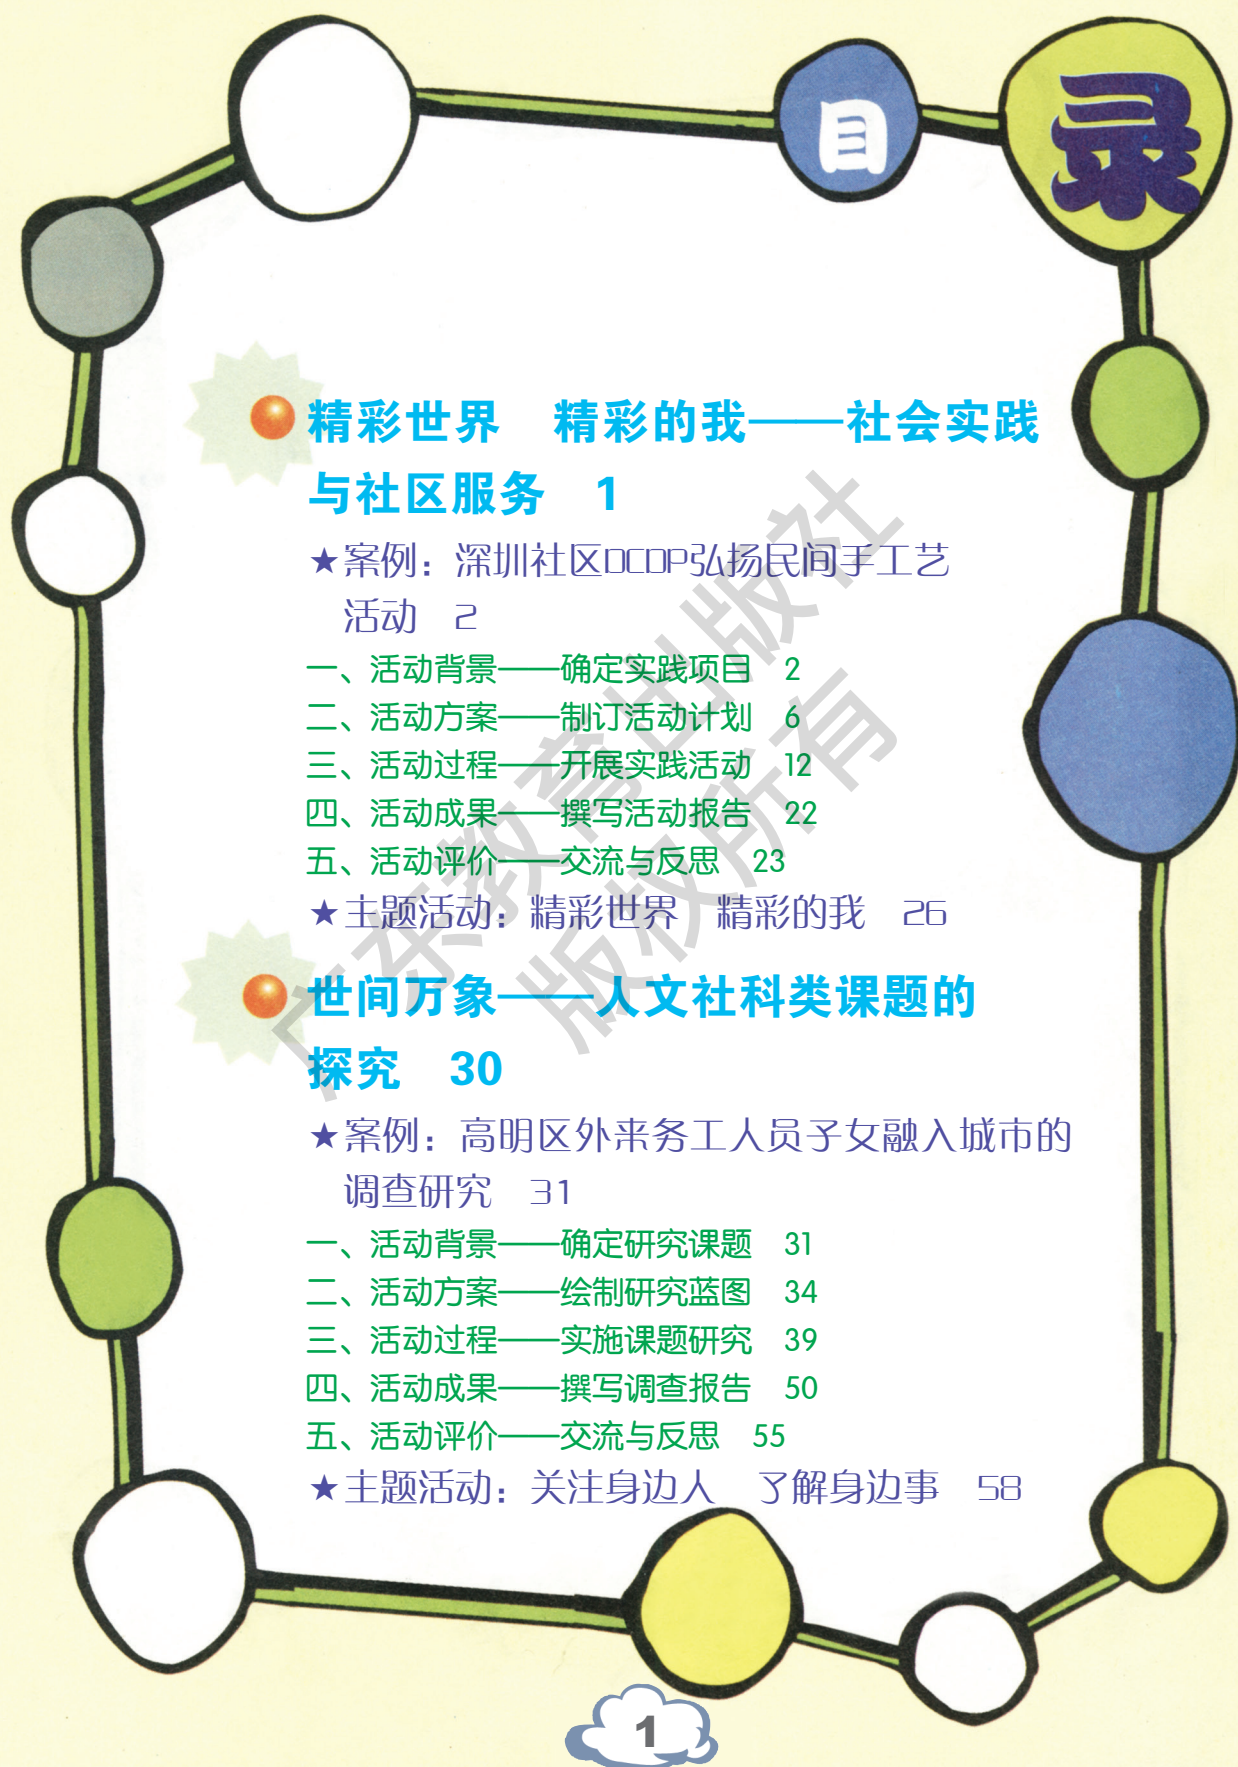 目录
精彩世界　精彩的我——社会实践
与社区服务　1
★案例：深圳社区DCDP弘扬民间手工艺
活动　2
一、活动背景——确定实践项目　2
二、活动方案——制订活动计划　6
三、活动过程——开展实践活动　12
四、活动成果——撰写活动报告　22
五、活动评价——交流与反思　23
★主题活动：精彩世界　精彩的我　26
世间万象——人文社科类课题的
探究　30
★案例：高明区外来务工人员子女融入城市的
调查研究　31
一、活动背景——确定研究课题　31
二、活动方案——绘制研究蓝图　34
三、活动过程——实施课题研究　39
四、活动成果——撰写调查报告　50
五、活动评价——交流与反思　55
★主题活动：关注身边人　了解身边事　58
广东教育出版社
版权所有
1